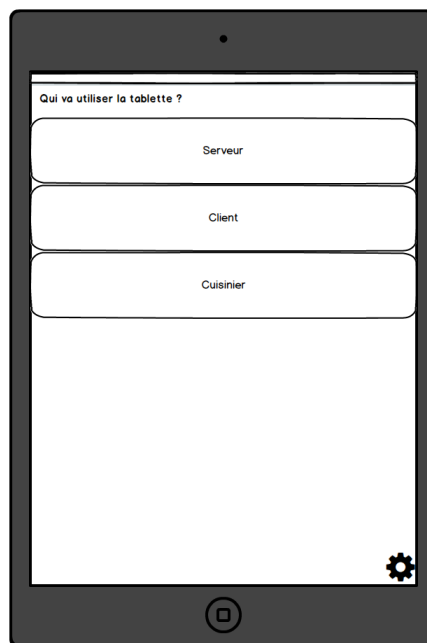 Qui va utiliser la tablette ?
Serveur
Client
Cuisinier